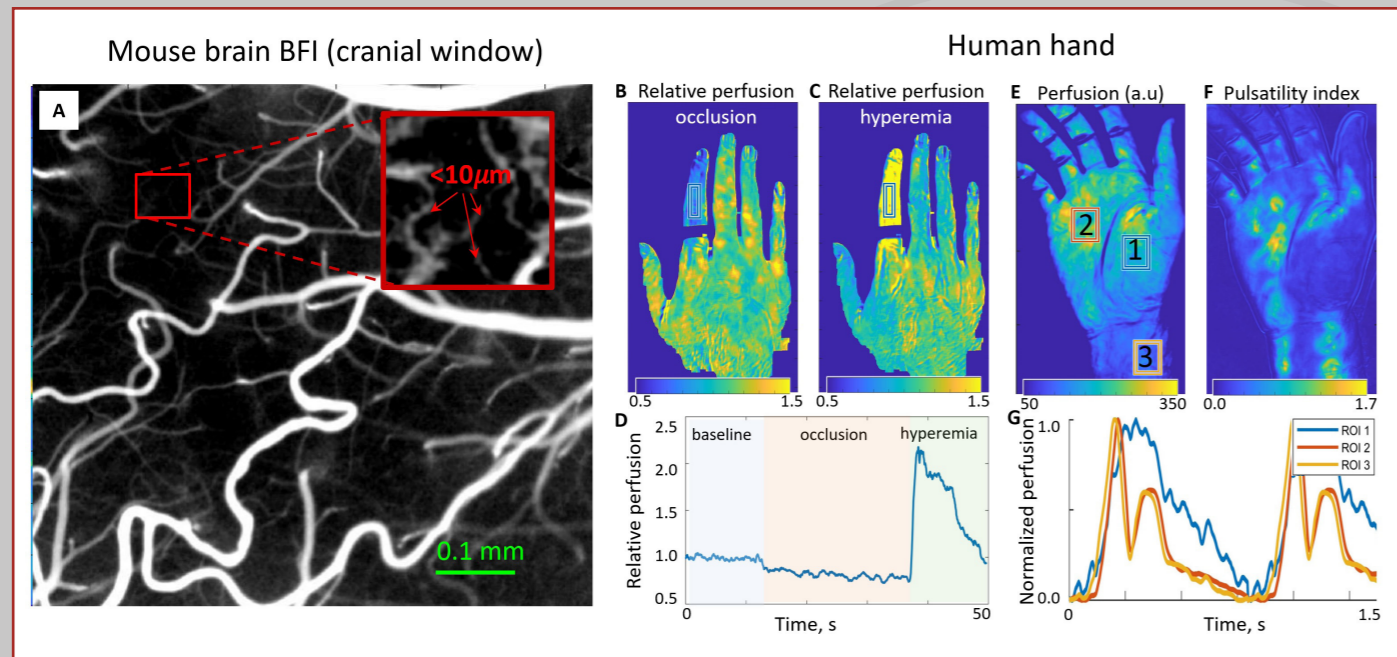 Mouse brain BFI (cranial window)
Human hand
A
<10μm
0.1 mm
B Relative perfusion
occlusion
0.5 1.5
C Relative perfusion
hyperemia
0.5 1.5
E Perfusion (a.u)
2
1
3
50 350
F Pulsatility index
0.0 1.7
D
baseline occlusion hyperemia
Relative perfusion
2.5
2.0
1.0
0.5
0 50
Time, s
G
Normalized perfusion
1.0
0.0
ROI 1
ROI 2
ROI 3
0 1.5
Time, s